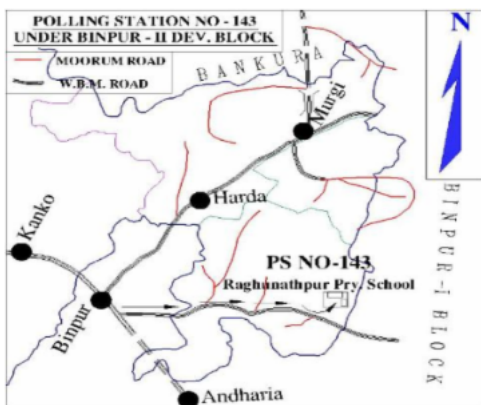 POLLING STATION NO - 143
UNDER BINPUR - II DEV. BLOCK
MOORUM ROAD
W.B.M. ROAD
N
BANKURA
Murgi
Harda
Kanko
BINPUR-I BLOCK
PS NO-143
Raghunathpur Pry. School
Binpur
Andharia